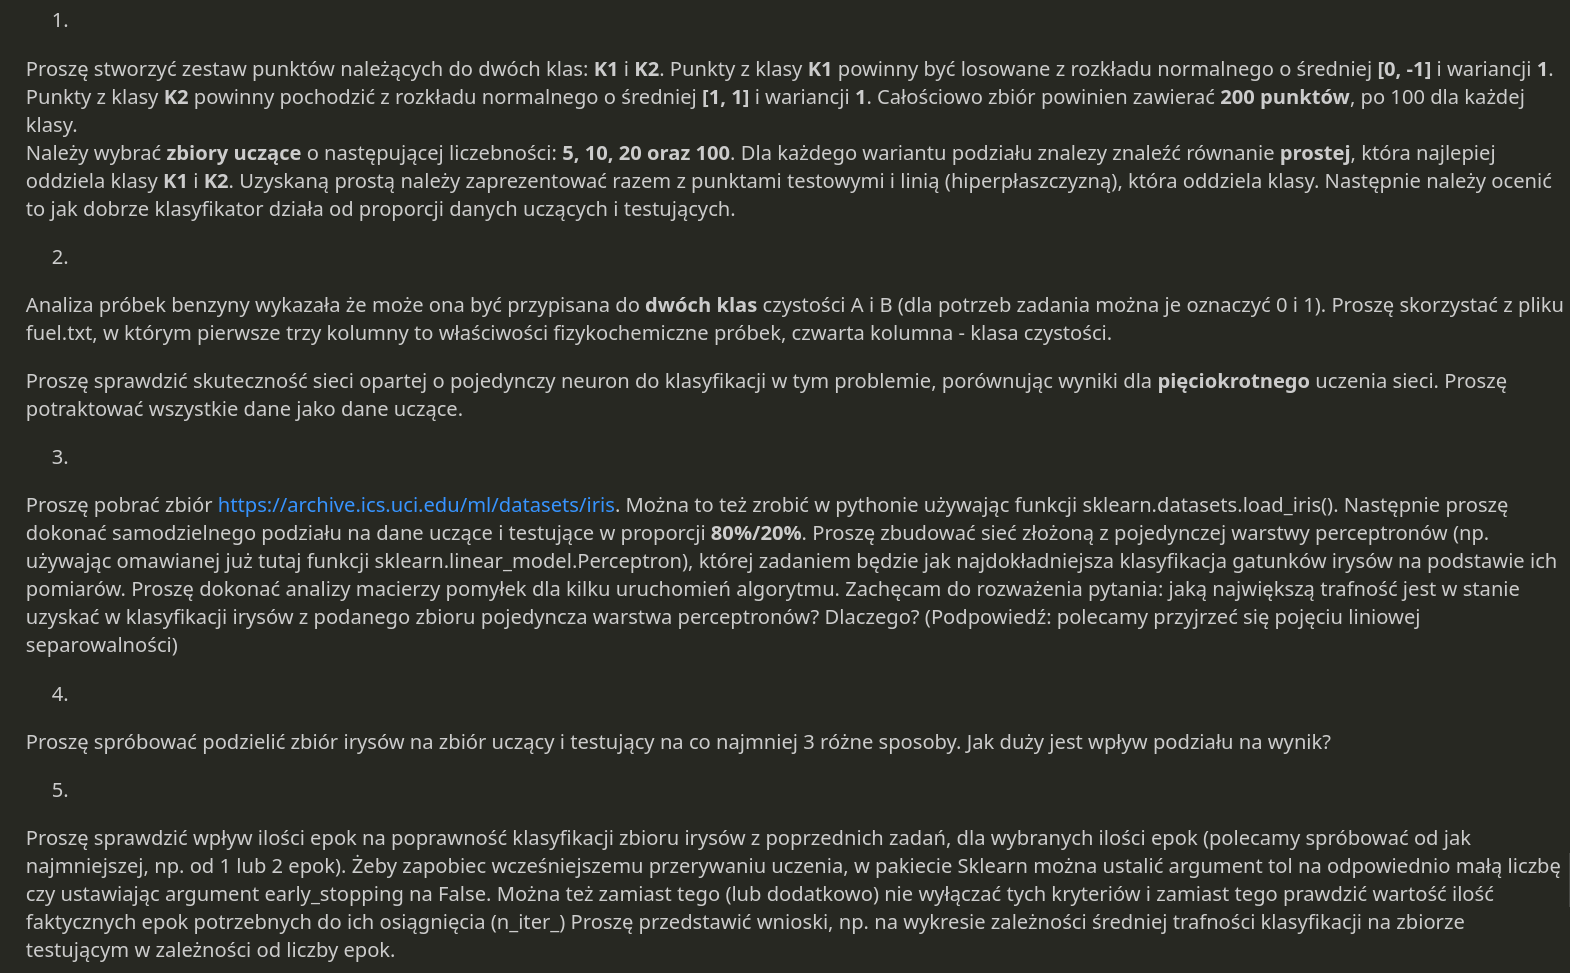 1.
Proszę stworzyć zestaw punktów należących do dwóch klas: K1 i K2. Punkty z klasy K1 powinny być losowane z rozkładu normalnego o średniej [0, -1] i wariancji 1.
Punkty z klasy K2 powinny pochodzić z rozkładu normalnego o średniej [1, 1] i wariancji 1. Całościowo zbiór powinien zawierać 200 punktów, po 100 dla każdej
klasy.
Należy wybrać zbiory uczące o następującej liczebności: 5, 10, 20 oraz 100. Dla każdego wariantu podziału znalezy znaleźć równanie prostej, która najlepiej
oddziela klasy K1 i K2. Uzyskaną prostą należy zaprezentować razem z punktami testowymi i linią (hiperpłaszczyzną), która oddziela klasy. Następnie należy ocenić
to jak dobrze klasyfikator działa od proporcji danych uczących i testujących.
2.
Analiza próbek benzyny wykazała że może ona być przypisana do dwóch klas czystości A i B (dla potrzeb zadania można je oznaczyć 0 i 1). Proszę skorzystać z pliku
fuel.txt, w którym pierwsze trzy kolumny to właściwości fizykochemiczne próbek, czwarta kolumna - klasa czystości.
Proszę sprawdzić skuteczność sieci opartej o pojedynczy neuron do klasyfikacji w tym problemie, porównując wyniki dla pięciokrotnego uczenia sieci. Proszę
potraktować wszystkie dane jako dane uczące.
3.
Proszę pobrać zbiór https://archive.ics.uci.edu/ml/datasets/iris. Można to też zrobić w pythonie używając funkcji sklearn.datasets.load_iris(). Następnie proszę
dokonać samodzielnego podziału na dane uczące i testujące w proporcji 80%/20%. Proszę zbudować sieć złożoną z pojedynczej warstwy perceptronów (np.
używając omawianej już tutaj funkcji sklearn.linear_model.Perceptron), której zadaniem będzie jak najdokładniejsza klasyfikacja gatunków irysów na podstawie ich
pomiarów. Proszę dokonać analizy macierzy pomyłek dla kilku uruchomień algorytmu. Zachęcam do rozważenia pytania: jaką największą trafność jest w stanie
uzyskać w klasyfikacji irysów z podanego zbioru pojedyncza warstwa perceptronów? Dlaczego? (Podpowiedź: polecamy przyjrzeć się pojęciu liniowej
separowalności)
4.
Proszę spróbować podzielić zbiór irysów na zbiór uczący i testujący na co najmniej 3 różne sposoby. Jak duży jest wpływ podziału na wynik?
5.
Proszę sprawdzić wpływ ilości epok na poprawność klasyfikacji zbioru irysów z poprzednich zadań, dla wybranych ilości epok (polecamy spróbować od jak
najmniejszej, np. od 1 lub 2 epok). Żeby zapobiec wcześniejszemu przerywaniu uczenia, w pakiecie Sklearn można ustalić argument tol na odpowiednio małą liczbę
czy ustawiając argument early_stopping na False. Można też zamiast tego (lub dodatkowo) nie wyłączać tych kryteriów i zamiast tego prawdzić wartość ilość
faktycznych epok potrzebnych do ich osiągnięcia (n_iter_) Proszę przedstawić wnioski, np. na wykresie zależności średniej trafności klasyfikacji na zbiorze
testującym w zależności od liczby epok.